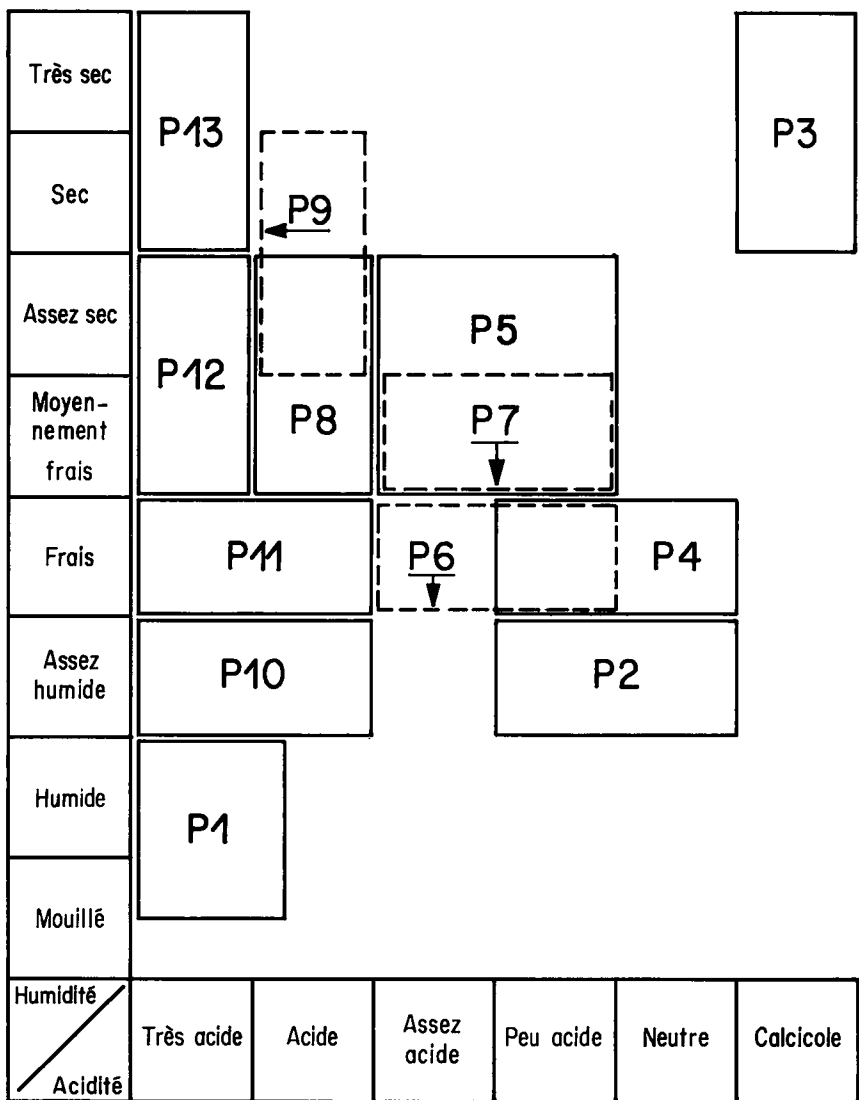 Très sec
P13
P3
Sec
P9
Assez sec
P5
P12
Moyen-
nement
frais
P8
P7
Frais
P11
P6
P4
Assez
humide
P10
P2
Humide
P1
Mouillé
Humidité
Acidité
Très acide
Acide
Assez
acide
Peu acide
Neutre
Calcicole